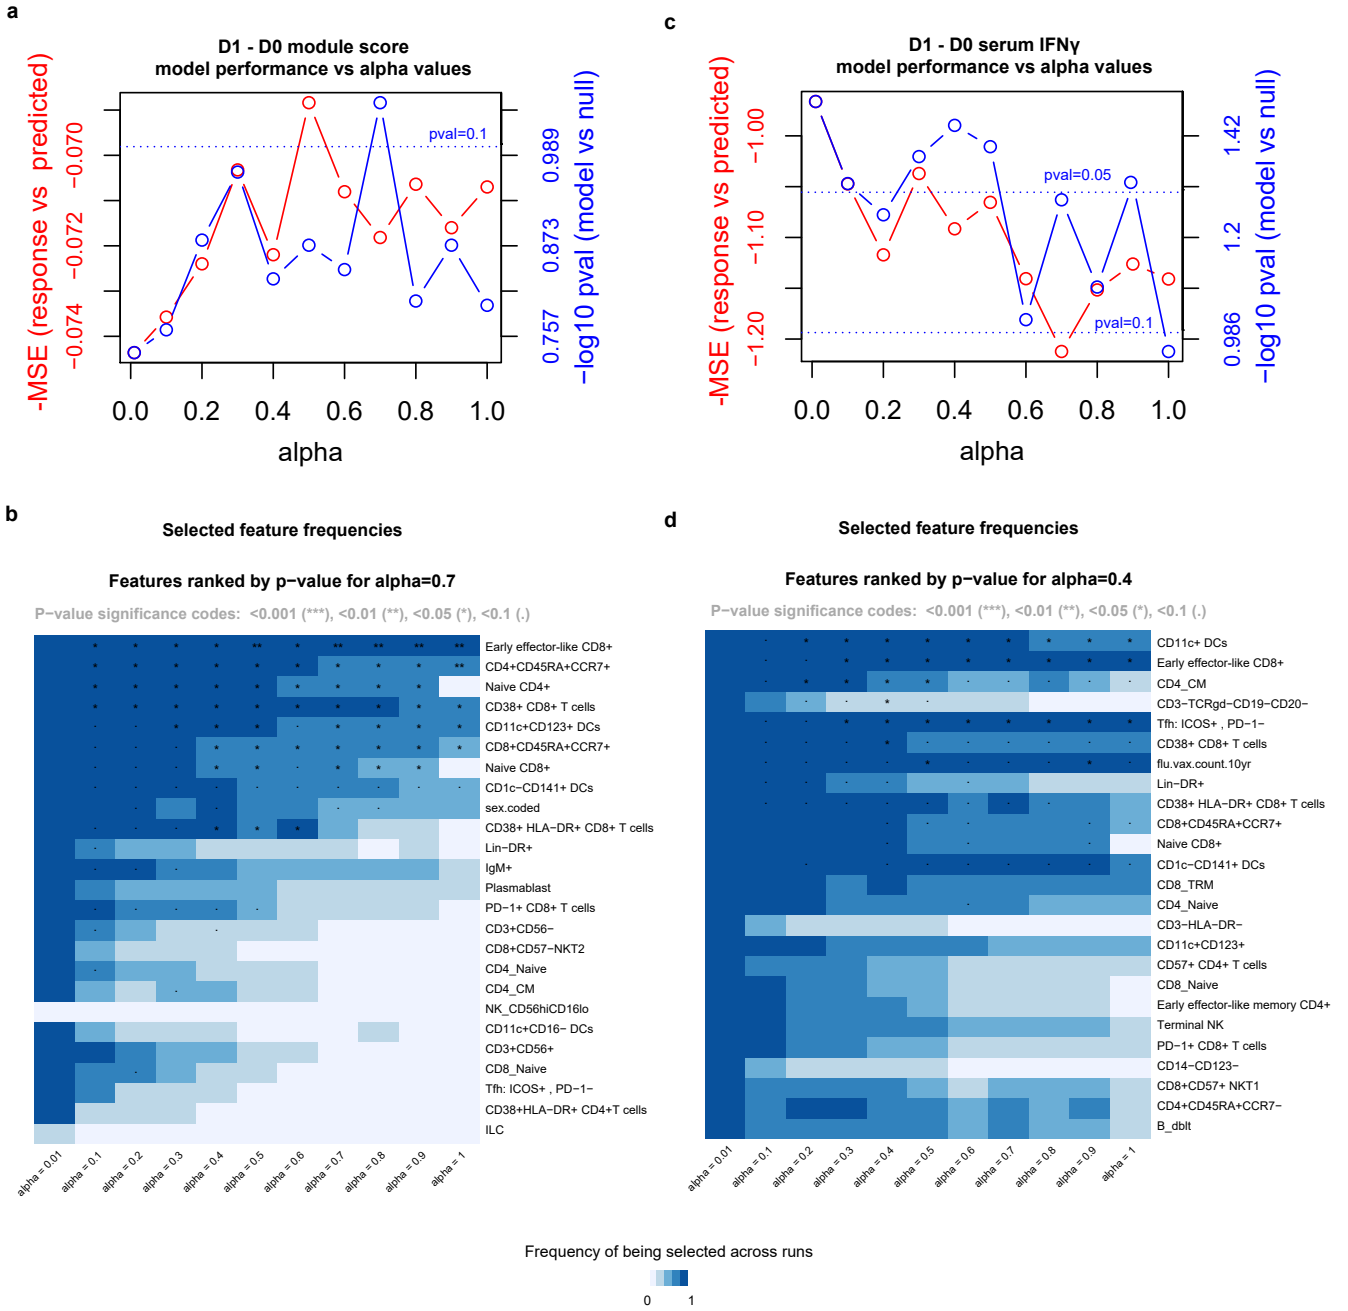 a
D1 - D0 module score
model performance vs alpha values
-MSE (response vs predicted)
−0.070
−0.072
−0.074
pval=0.1
0.989
0.873
0.757
−log10 pval (model vs null)
0.0 0.2 0.4 0.6 0.8 1.0
alpha
c
D1 - D0 serum IFNγ
model performance vs alpha values
-MSE (response vs predicted)
−1.00
−1.10
−1.20
pval=0.05
pval=0.1
1.42
1.2
0.986
−log10 pval (model vs null)
0.0 0.2 0.4 0.6 0.8 1.0
alpha
b
Selected feature frequencies
Features ranked by p−value for alpha=0.7
P−value significance codes: <0.001 (***), <0.01 (**), <0.05 (*), <0.1 (.)
Early effector-like CD8+
CD4+CD45RA+CCR7+
Naive CD4+
CD38+ CD8+ T cells
CD11c+CD123+ DCs
CD8+CD45RA+CCR7+
Naive CD8+
CD1c−CD141+ DCs
sex.coded
CD38+ HLA−DR+ CD8+ T cells
Lin−DR+
IgM+
Plasmablast
PD−1+ CD8+ T cells
CD3+CD56−
CD8+CD57−NKT2
CD4_Naive
CD4_CM
NK_CD56hiCD16lo
CD11c+CD16− DCs
CD3+CD56+
CD8_Naive
Tfh: ICOS+ , PD−1−
CD38+HLA−DR+ CD4+T cells
ILC
alpha = 0.01
alpha = 0.1
alpha = 0.2
alpha = 0.3
alpha = 0.4
alpha = 0.5
alpha = 0.6
alpha = 0.7
alpha = 0.8
alpha = 0.9
alpha = 1
d
Selected feature frequencies
Features ranked by p−value for alpha=0.4
P−value significance codes: <0.001 (***), <0.01 (**), <0.05 (*), <0.1 (.)
CD11c+ DCs
Early effector-like CD8+
CD4_CM
CD3−TCRgd−CD19−CD20−
Tfh: ICOS+ , PD−1−
CD38+ CD8+ T cells
flu.vax.count.10yr
Lin−DR+
CD38+ HLA−DR+ CD8+ T cells
CD8+CD45RA+CCR7+
Naive CD8+
CD1c−CD141+ DCs
CD8_TRM
CD4_Naive
CD3−HLA−DR−
CD11c+CD123+
CD57+ CD4+ T cells
CD8_Naive
Early effector-like memory CD4+
Terminal NK
PD−1+ CD8+ T cells
CD14−CD123−
CD8+CD57+ NKT1
CD4+CD45RA+CCR7−
B_dblt
alpha = 0.01
alpha = 0.1
alpha = 0.2
alpha = 0.3
alpha = 0.4
alpha = 0.5
alpha = 0.6
alpha = 0.7
alpha = 0.8
alpha = 0.9
alpha = 1
Frequency of being selected across runs
0 1